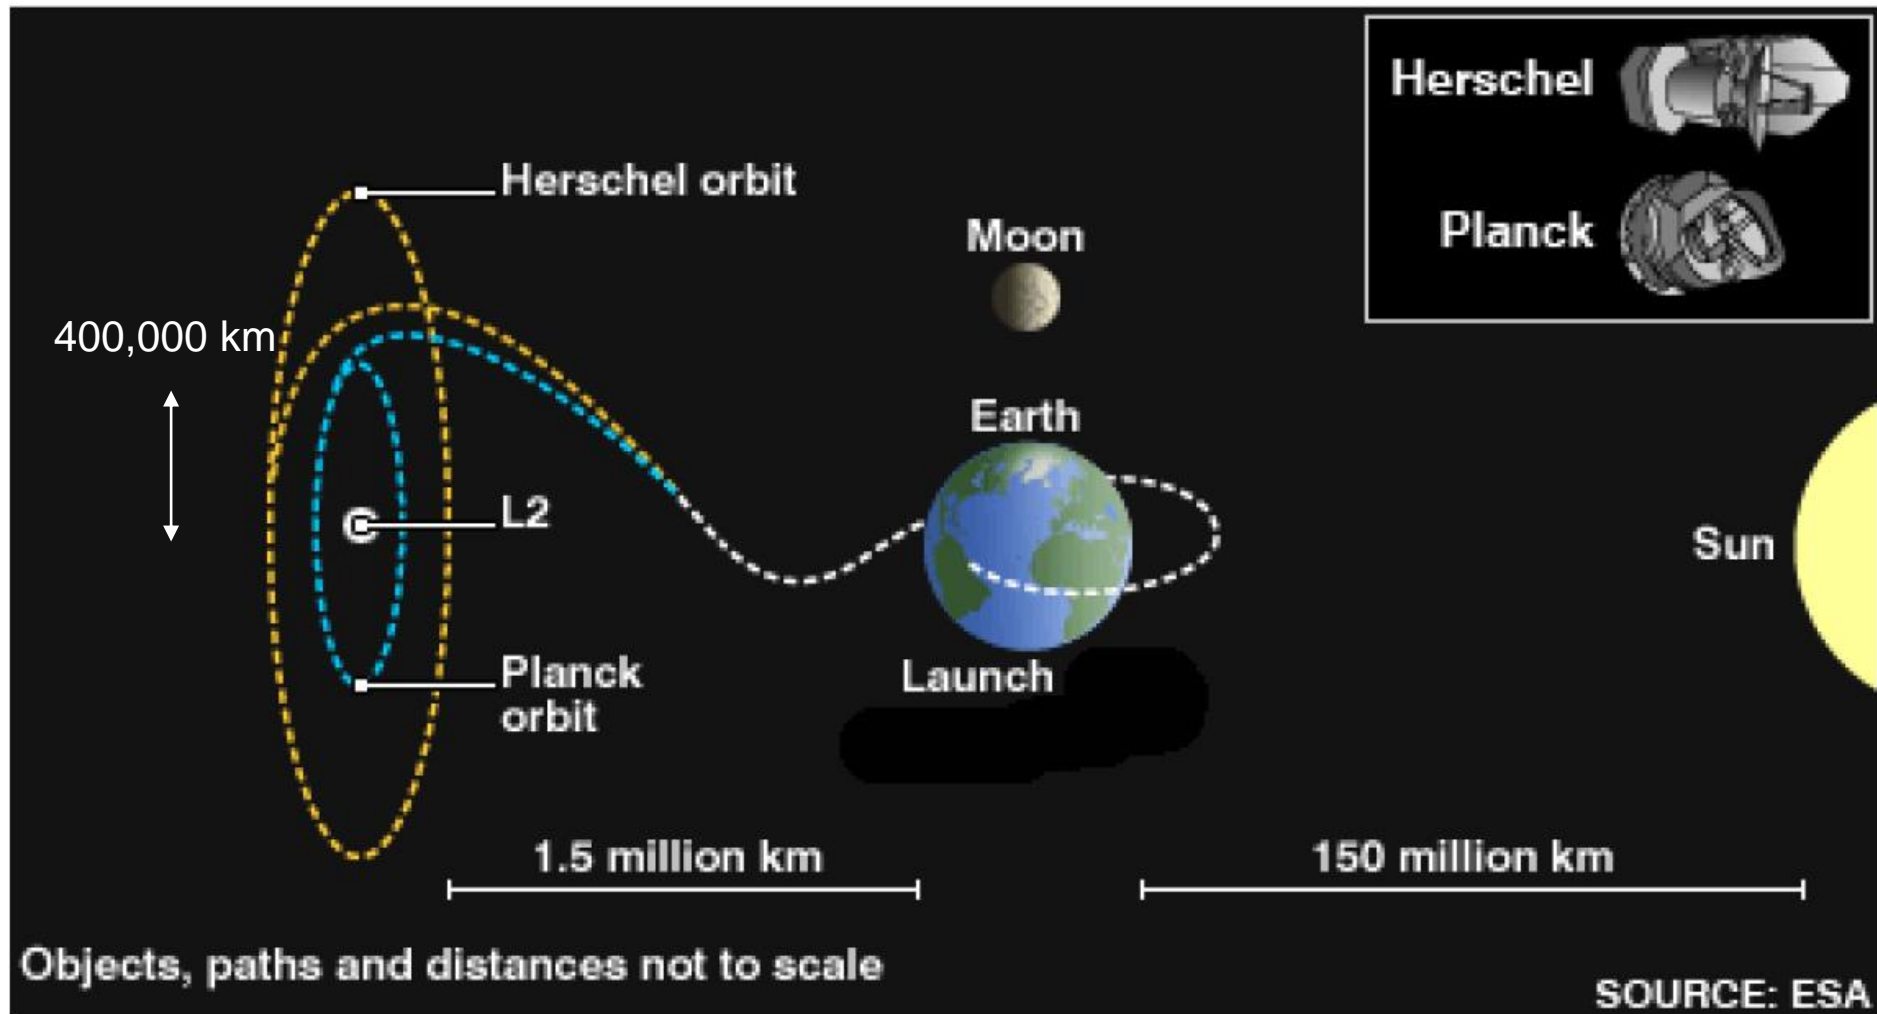 Herschel
Planck
Herschel orbit
Moon
400,000 km
Earth
L2
Sun
Planck
orbit
Launch
1.5 million km
150 million km
Objects, paths and distances not to scale
SOURCE: ESA